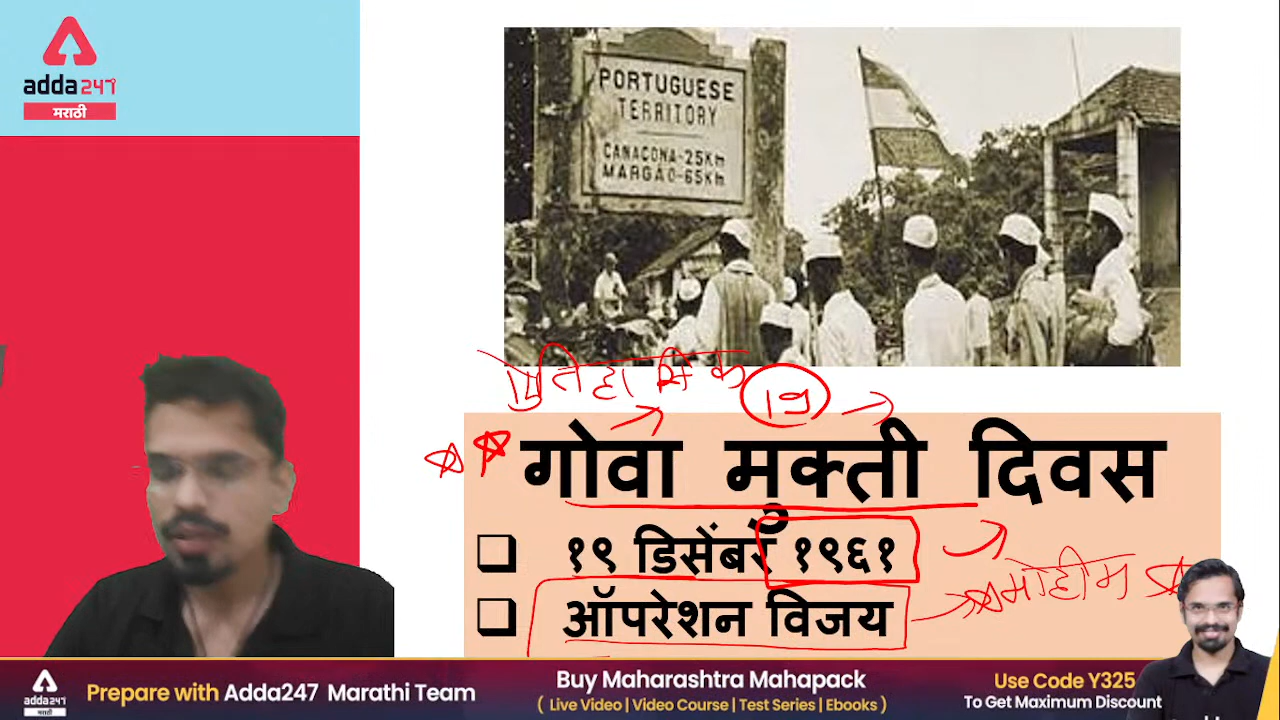 adda247
मराठी
PORTUGUESE
TERRITORY
CANACONA-25KM
MARGAO-65KM
ऐतिहासिक
19
गोवा मुक्ती दिवस
१९ डिसेंबर १९६१
मोहीम
ऑपरेशन विजय
adda247
मराठी
Prepare with Adda247 Marathi Team
Buy Maharashtra Mahapack
( Live Video | Video Course | Test Series | Ebooks )
Use Code Y325
To Get Maximum Discount